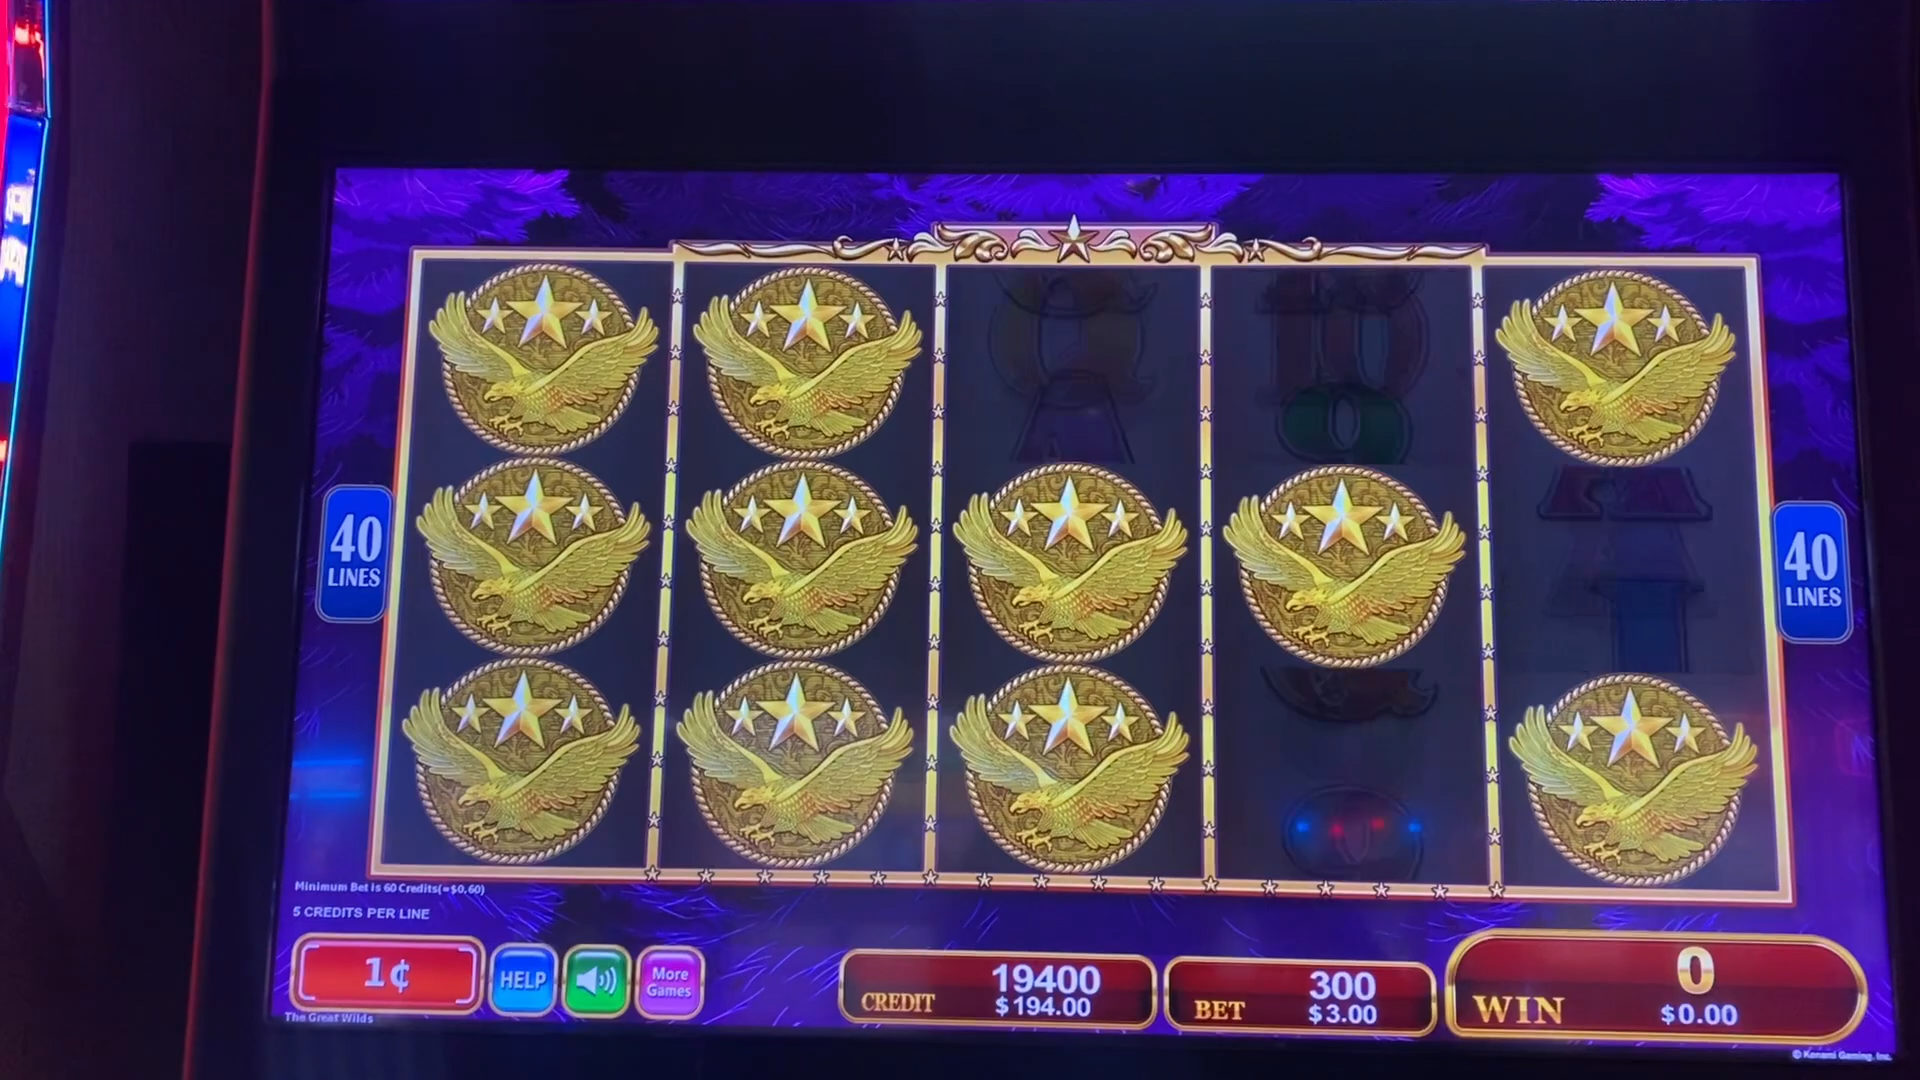 40
LINES
40
LINES
Minimum Bet is 60 Credits(=$0.60)
5 CREDITS PER LINE
1¢
HELP
More
Games
CREDIT
19400
$194.00
BET
300
$3.00
WIN
0
$0.00
The Great Wilds
© Konami Gaming, Inc.